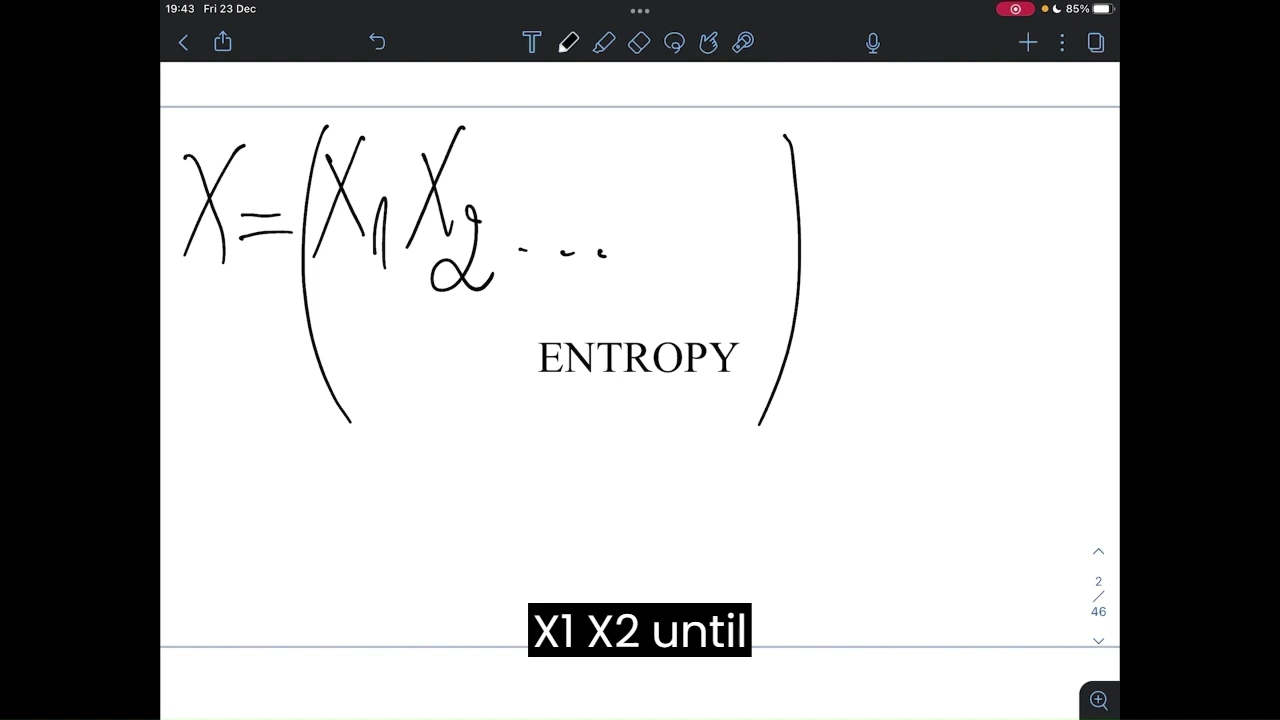 19:43 Fri 23 Dec 85%
X = (X1 X2 ... )
ENTROPY
2
/
46
X1 X2 until